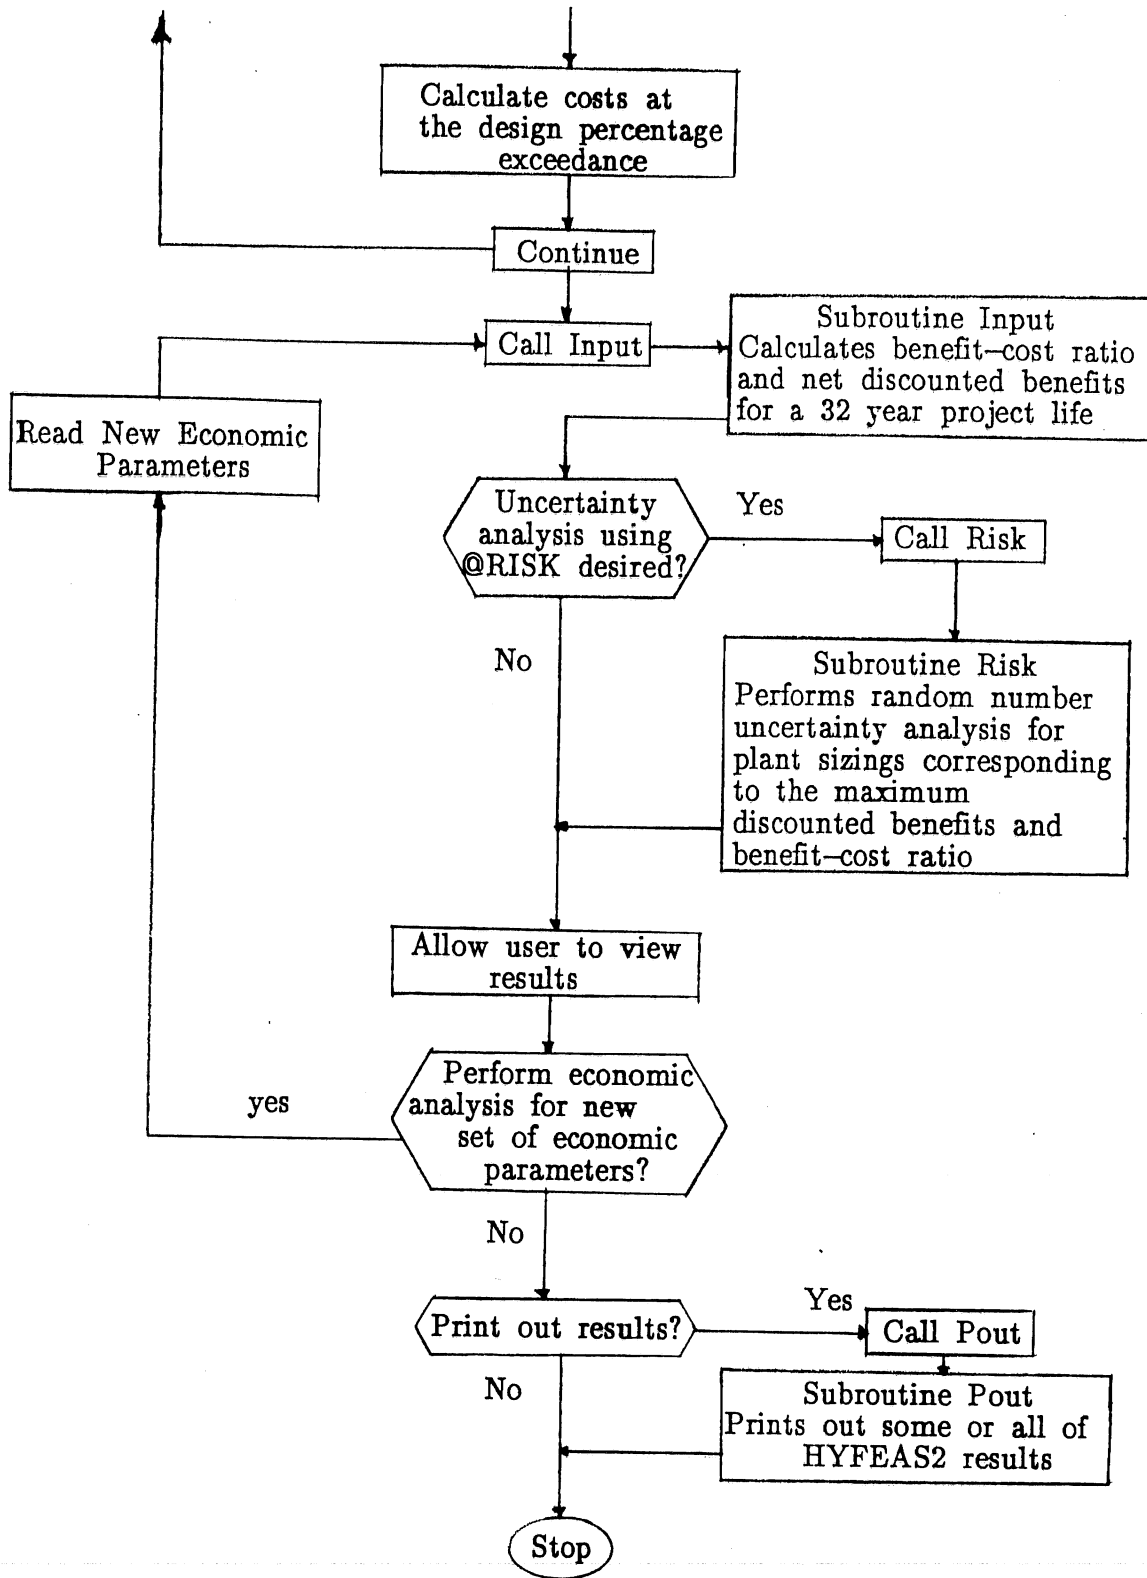 Calculate costs at
the design percentage
exceedance
Continue
Call Input
Subroutine Input
Calculates benefit–cost ratio
and net discounted benefits
for a 32 year project life
Read New Economic
Parameters
Uncertainty
analysis using
@RISK desired?
Yes
Call Risk
No
Subroutine Risk
Performs random number
uncertainty analysis for
plant sizings corresponding
to the maximum
discounted benefits and
benefit–cost ratio
Allow user to view
results
Perform economic
analysis for new
set of economic
parameters?
yes
No
Print out results?
Yes
Call Pout
No
Subroutine Pout
Prints out some or all of
HYFEAS2 results
Stop